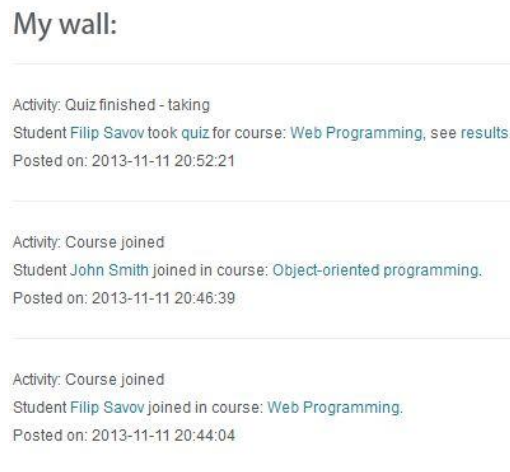 My wall:
Activity: Quiz finished - taking
Student Filip Savov took quiz for course: Web Programming, see results
Posted on: 2013-11-11 20:52:21
Activity: Course joined
Student John Smith joined in course: Object-oriented programming.
Posted on: 2013-11-11 20:46:39
Activity: Course joined
Student Filip Savov joined in course: Web Programming.
Posted on: 2013-11-11 20:44:04